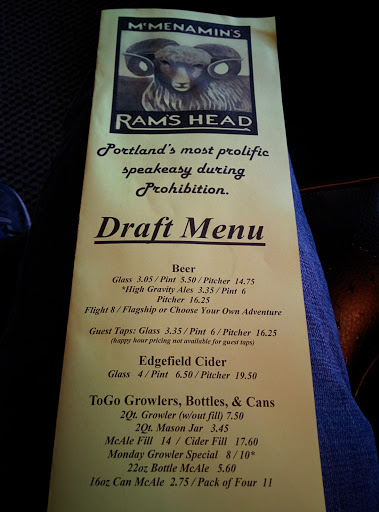 McMENAMIN'S
RAM'S HEAD
Portland's most prolific
speakeasy during
Prohibition.
Draft Menu
Beer
Glass 3.05 / Pint 5.50 / Pitcher 14.75
*High Gravity Ales 3.35 / Pint 6
Pitcher 16.25
Flight 8 / Flagship or Choose Your Own Adventure
Guest Taps: Glass 3.35 / Pint 6 / Pitcher 16.25
(happy hour pricing not available for guest taps)
Edgefield Cider
Glass 4 / Pint 6.50 / Pitcher 19.50
ToGo Growlers, Bottles, & Cans
2Qt. Growler (w/out fill) 7.50
2Qt. Mason Jar 3.45
McAle Fill 14 / Cider Fill 17.60
Monday Growler Special 8 / 10*
22oz Bottle McAle 5.60
16oz Can McAle 2.75 / Pack of Four 11